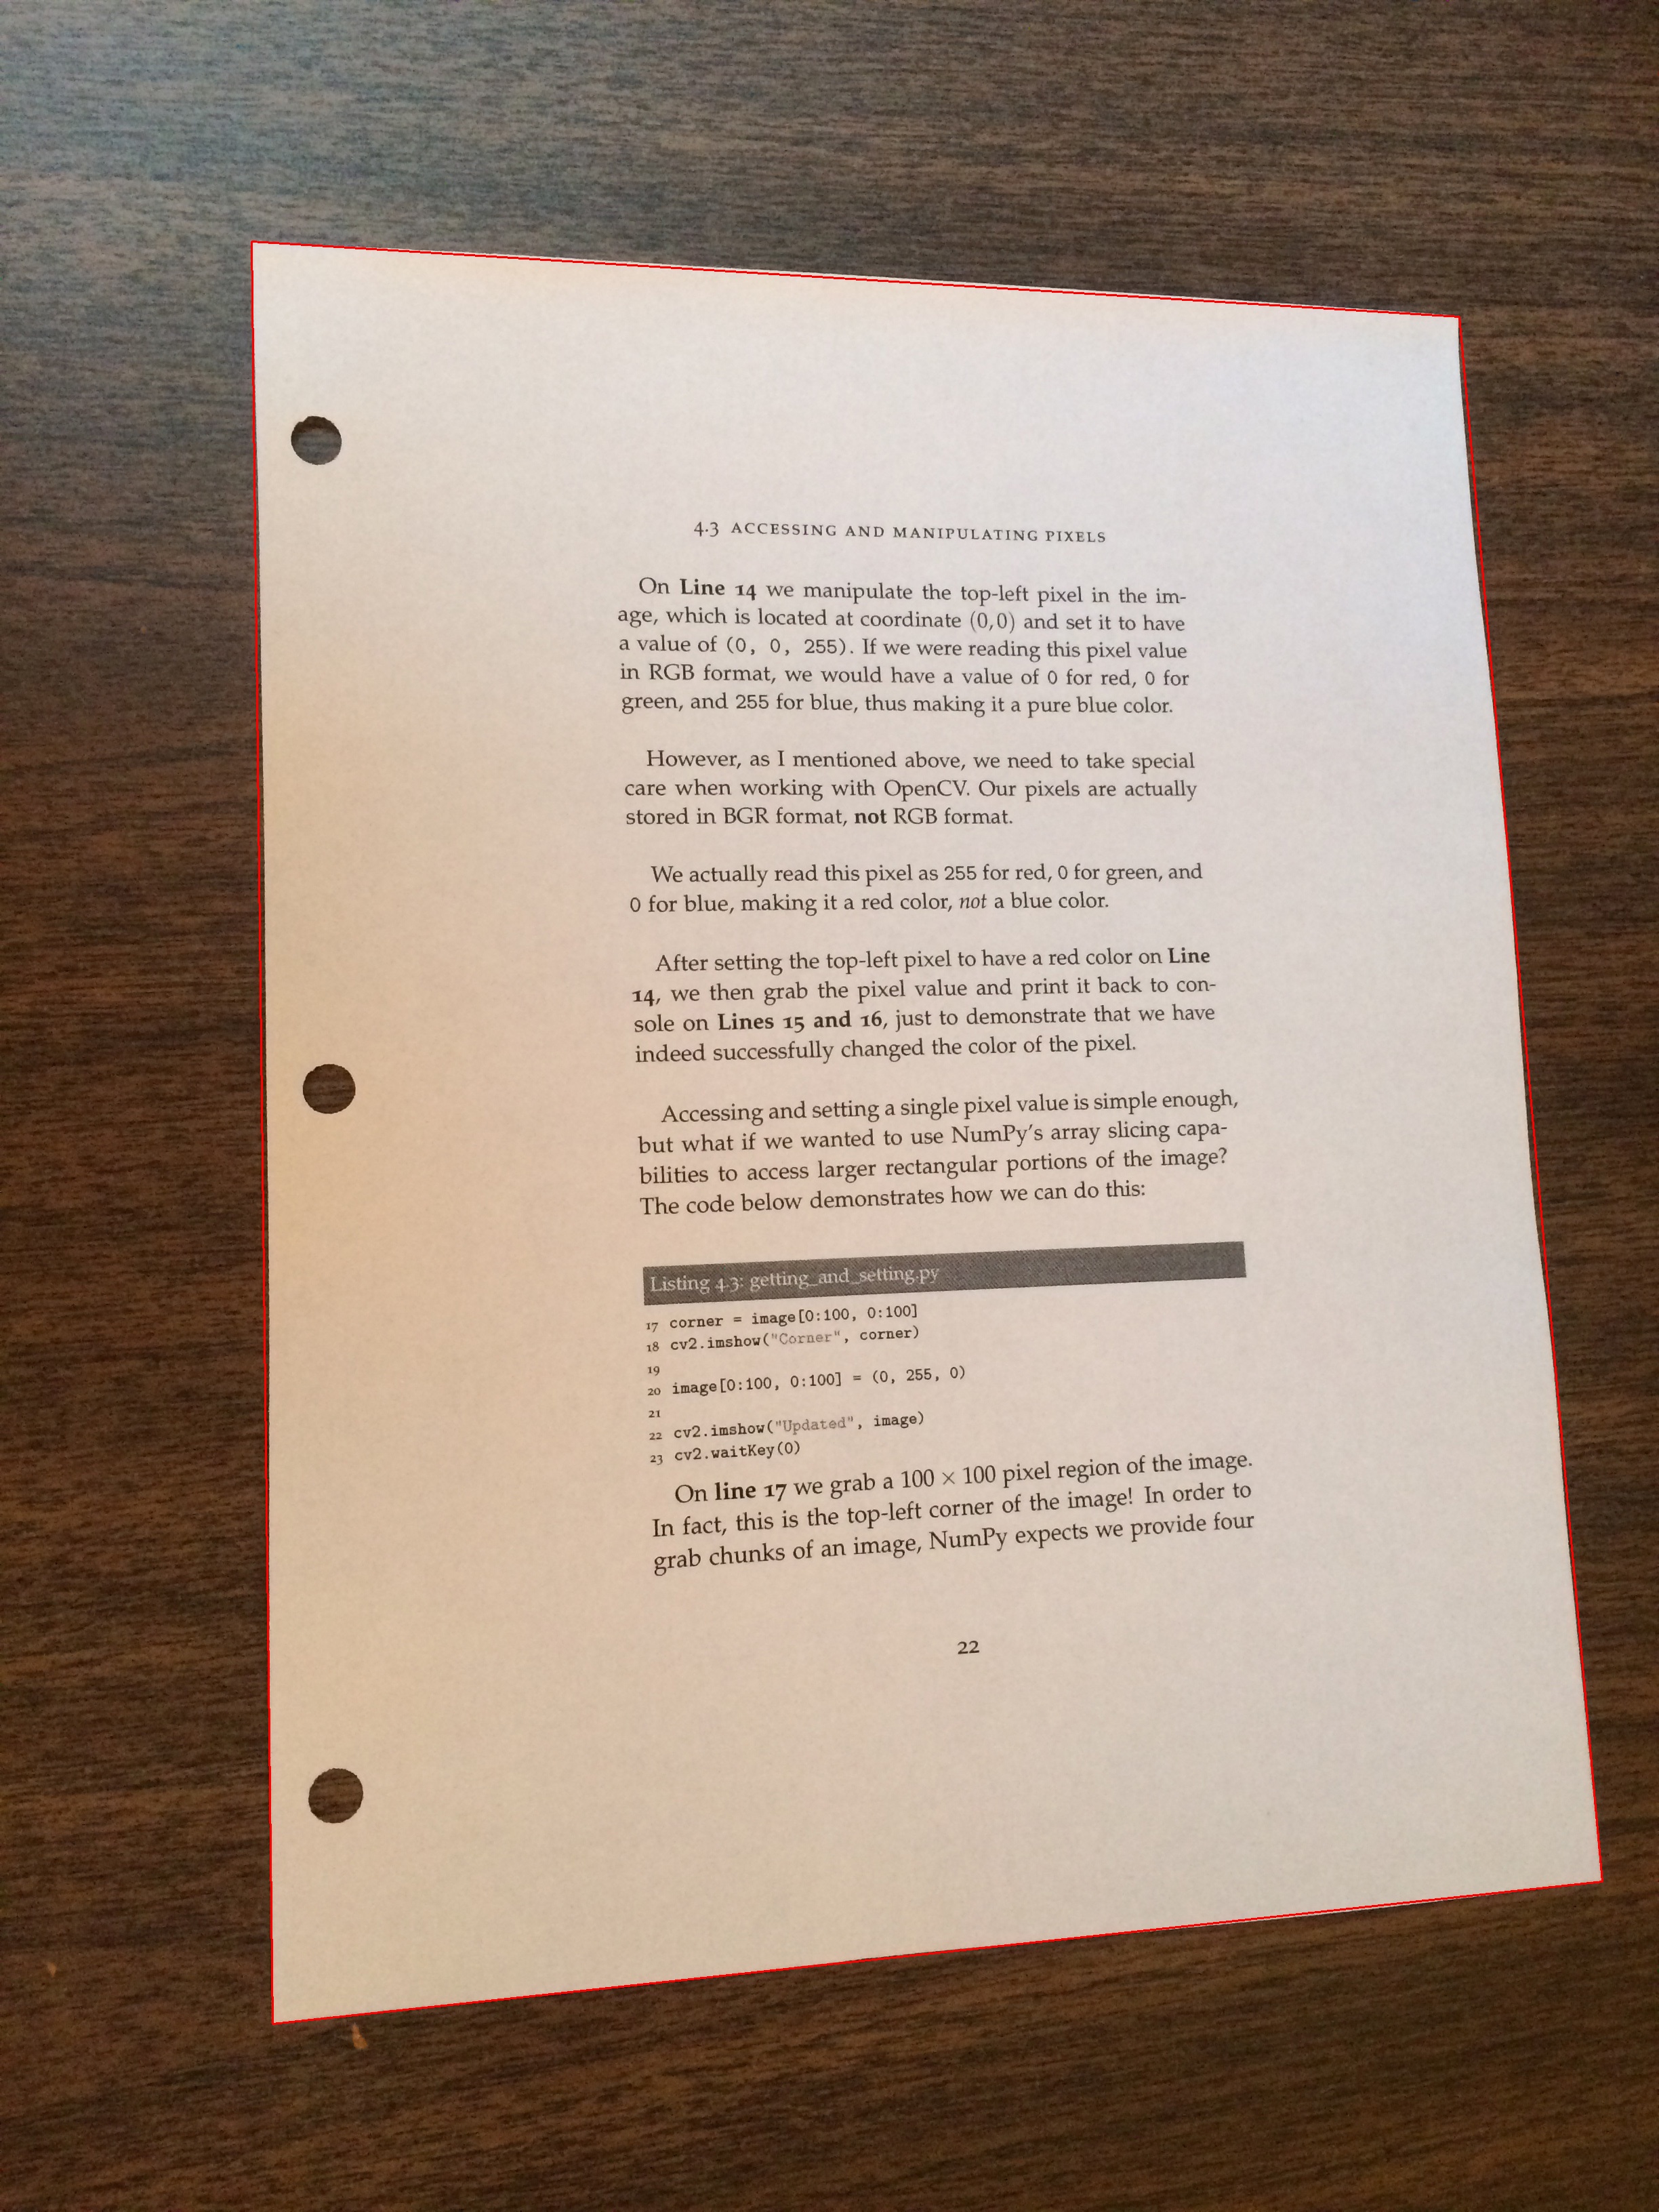 4.3 ACCESSING AND MANIPULATING PIXELS
On Line 14 we manipulate the top-left pixel in the im-
age, which is located at coordinate (0,0) and set it to have
a value of (0, 0, 255). If we were reading this pixel value
in RGB format, we would have a value of 0 for red, 0 for
green, and 255 for blue, thus making it a pure blue color.
However, as I mentioned above, we need to take special
care when working with OpenCV. Our pixels are actually
stored in BGR format, not RGB format.
We actually read this pixel as 255 for red, 0 for green, and
0 for blue, making it a red color, not a blue color.
After setting the top-left pixel to have a red color on Line
14, we then grab the pixel value and print it back to con-
sole on Lines 15 and 16, just to demonstrate that we have
indeed successfully changed the color of the pixel.
Accessing and setting a single pixel value is simple enough,
but what if we wanted to use NumPy's array slicing capa-
bilities to access larger rectangular portions of the image?
The code below demonstrates how we can do this:
Listing 4.3: getting_and_setting.py
17 corner = image[0:100, 0:100]
18 cv2.imshow("Corner", corner)
19
20 image[0:100, 0:100] = (0, 255, 0)
21
22 cv2.imshow("Updated", image)
23 cv2.waitKey(0)
On line 17 we grab a 100 × 100 pixel region of the image.
In fact, this is the top-left corner of the image! In order to
grab chunks of an image, NumPy expects we provide four
22